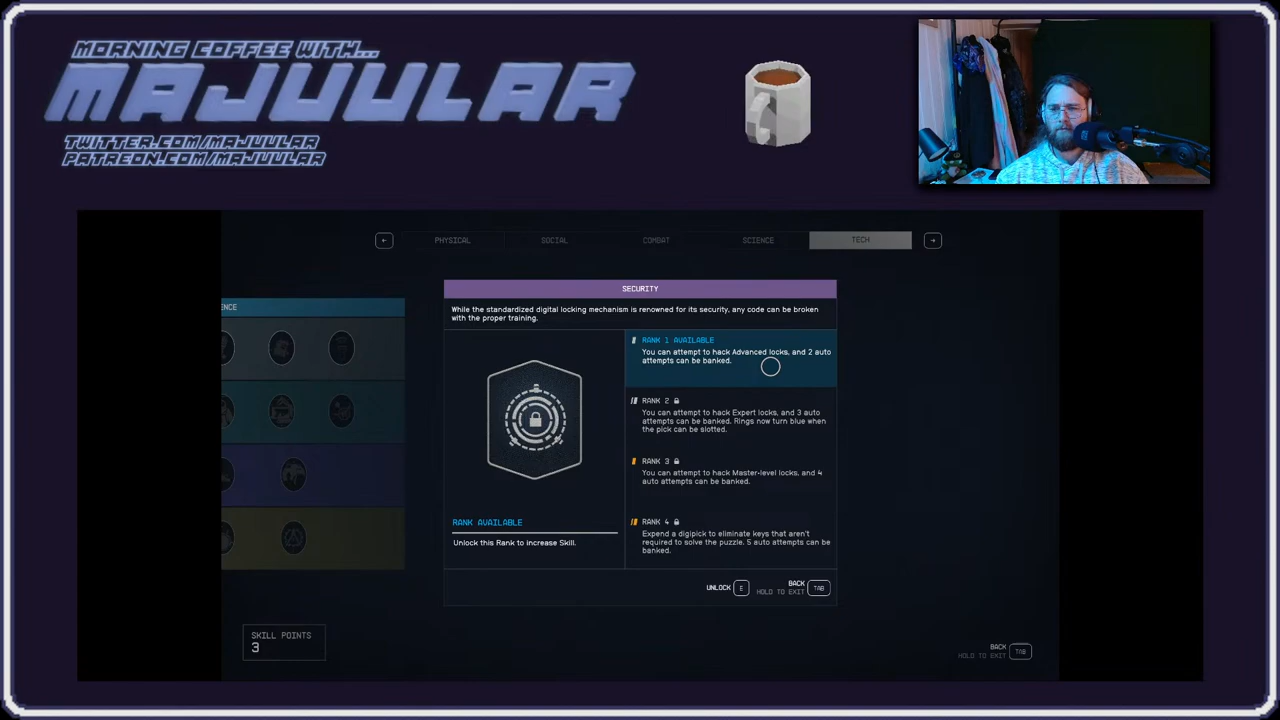 MORNING COFFEE WITH...
MAJUULAR
TWITTER.COM/MAJUULAR
PATREON.COM/MAJUULAR
PHYSICAL
SOCIAL
COMBAT
SCIENCE
TECH
SECURITY
While the standardized digital locking mechanism is renowned for its security, any code can be broken
with the proper training.
ENCE
RANK 1 AVAILABLE
You can attempt to hack Advanced locks, and 2 auto
attempts can be banked.
RANK 2
You can attempt to hack Expert locks, and 3 auto
attempts can be banked. Rings now turn blue when
the pick can be slotted.
RANK 3
You can attempt to hack Master-level locks, and 4
auto attempts can be banked.
RANK 4
Expend a digipick to eliminate keys that aren't
required to solve the puzzle. 5 auto attempts can be
banked.
RANK AVAILABLE
Unlock this Rank to increase Skill.
UNLOCK E
BACK TAB
HOLD TO EXIT
SKILL POINTS
3
BACK TAB
HOLD TO EXIT